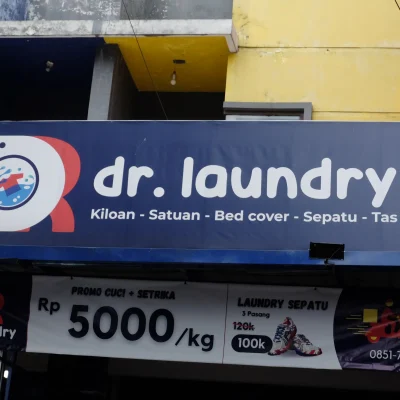 dr. laundry
Kiloan - Satuan - Bed cover - Sepatu - Tas
PROMO CUCI + SETRIKA
Rp 5000/kg
LAUNDRY SEPATU
3 Pasang
120k
100k
0851-7